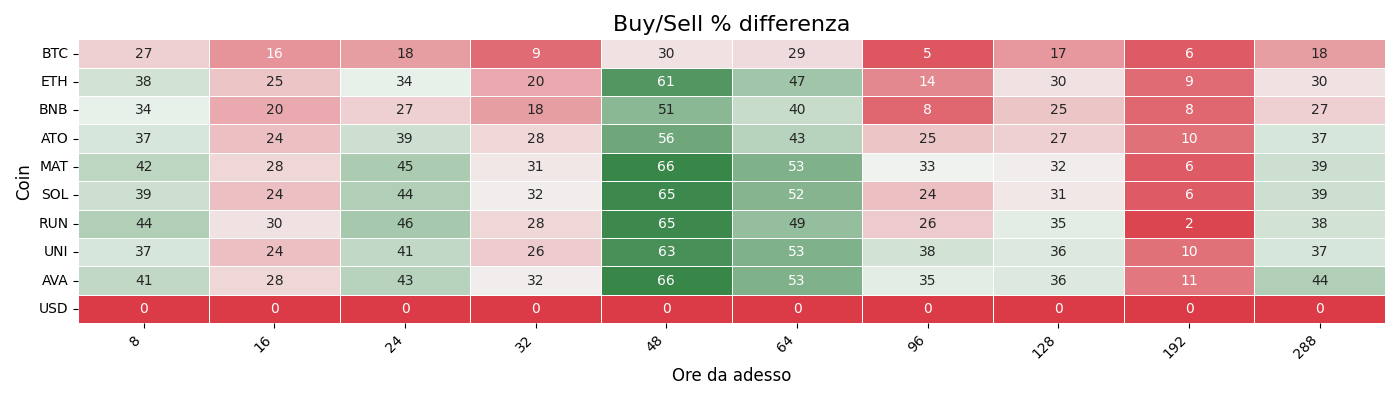 Buy/Sell % differenza
Coin
BTC 27 16 18 9 30 29 5 17 6 18
ETH 38 25 34 20 61 47 14 30 9 30
BNB 34 20 27 18 51 40 8 25 8 27
ATO 37 24 39 28 56 43 25 27 10 37
MAT 42 28 45 31 66 53 33 32 6 39
SOL 39 24 44 32 65 52 24 31 6 39
RUN 44 30 46 28 65 49 26 35 2 38
UNI 37 24 41 26 63 53 38 36 10 37
AVA 41 28 43 32 66 53 35 36 11 44
USD 0 0 0 0 0 0 0 0 0 0
8 16 24 32 48 64 96 128 192 288
Ore da adesso